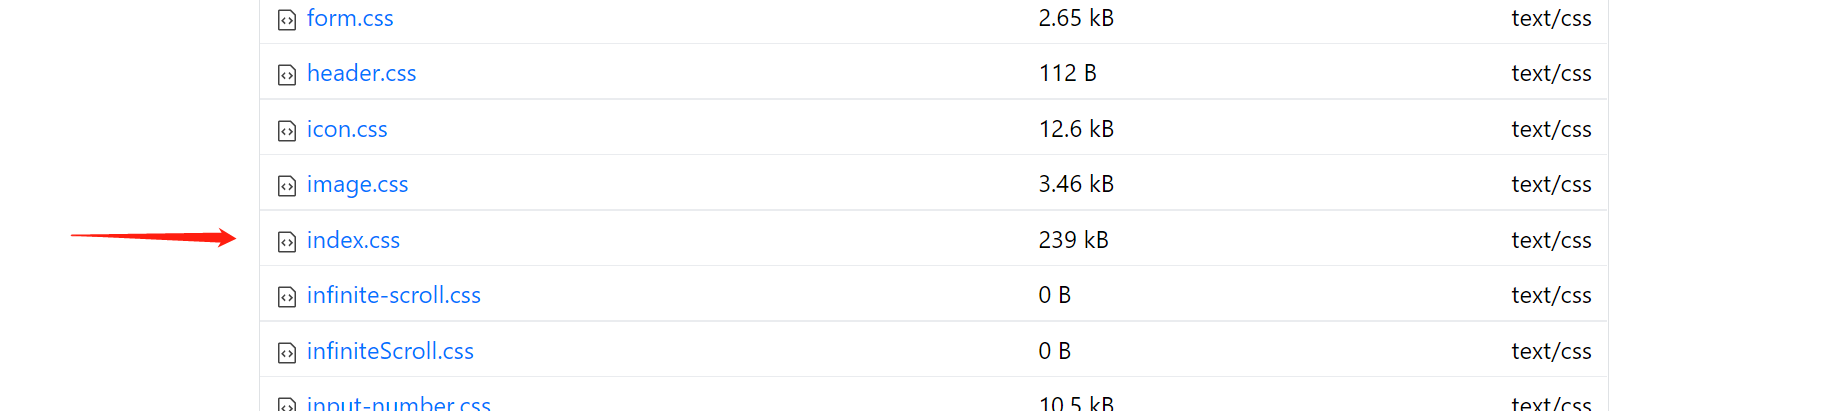 form.css 2.65 kB text/css
header.css 112 B text/css
icon.css 12.6 kB text/css
image.css 3.46 kB text/css
index.css 239 kB text/css
infinite-scroll.css 0 B text/css
infiniteScroll.css 0 B text/css
input-number.css 10.5 kB text/css